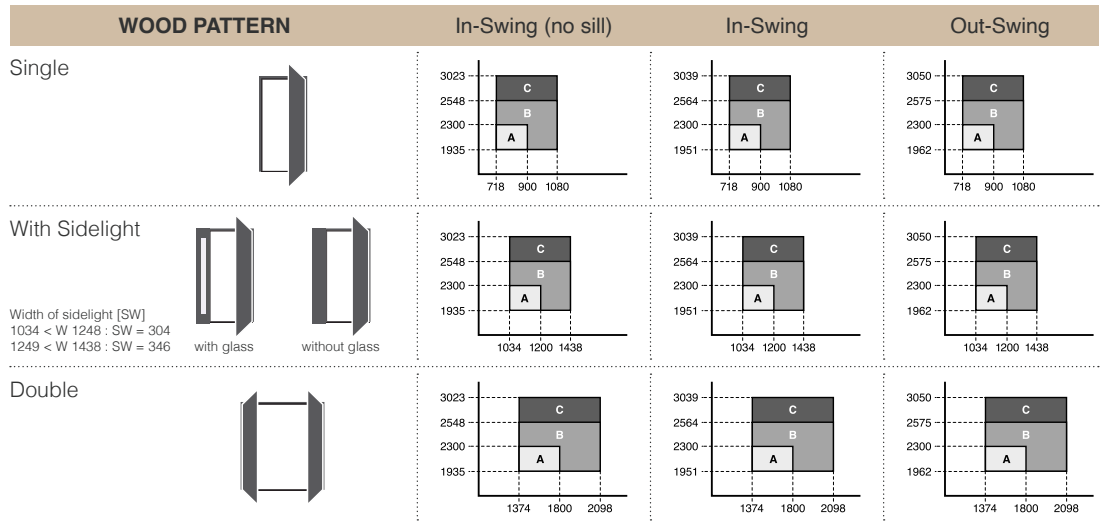 WOOD PATTERN In-Swing (no sill) In-Swing Out-Swing
Single
3023
2548
2300
1935
C
B
A
718 900 1080
3039
2564
2300
1951
C
B
A
718 900 1080
3050
2575
2300
1962
C
B
A
718 900 1080
With Sidelight
Width of sidelight [SW]
1034 < W 1248 : SW = 304
1249 < W 1438 : SW = 346
with glass without glass
3023
2548
2300
1935
C
B
A
1034 1200 1438
3039
2564
2300
1951
C
B
A
1034 1200 1438
3050
2575
2300
1962
C
B
A
1034 1200 1438
Double
3023
2548
2300
1935
C
B
A
1374 1800 2098
3039
2564
2300
1951
C
B
A
1374 1800 2098
3050
2575
2300
1962
C
B
A
1374 1800 2098